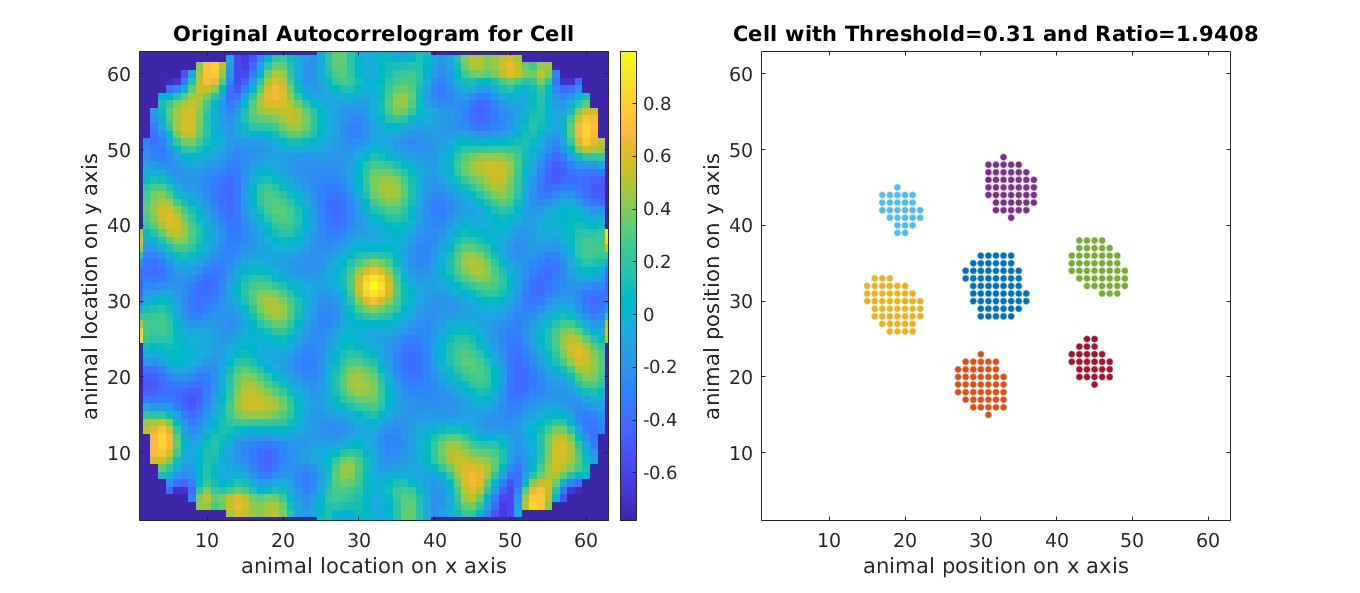 Original Autocorrelogram for Cell
animal location on y axis
60
50
40
30
20
10
10 20 30 40 50 60
animal location on x axis
0.8
0.6
0.4
0.2
0
-0.2
-0.4
-0.6
Cell with Threshold=0.31 and Ratio=1.9408
animal position on y axis
60
50
40
30
20
10
10 20 30 40 50 60
animal position on x axis